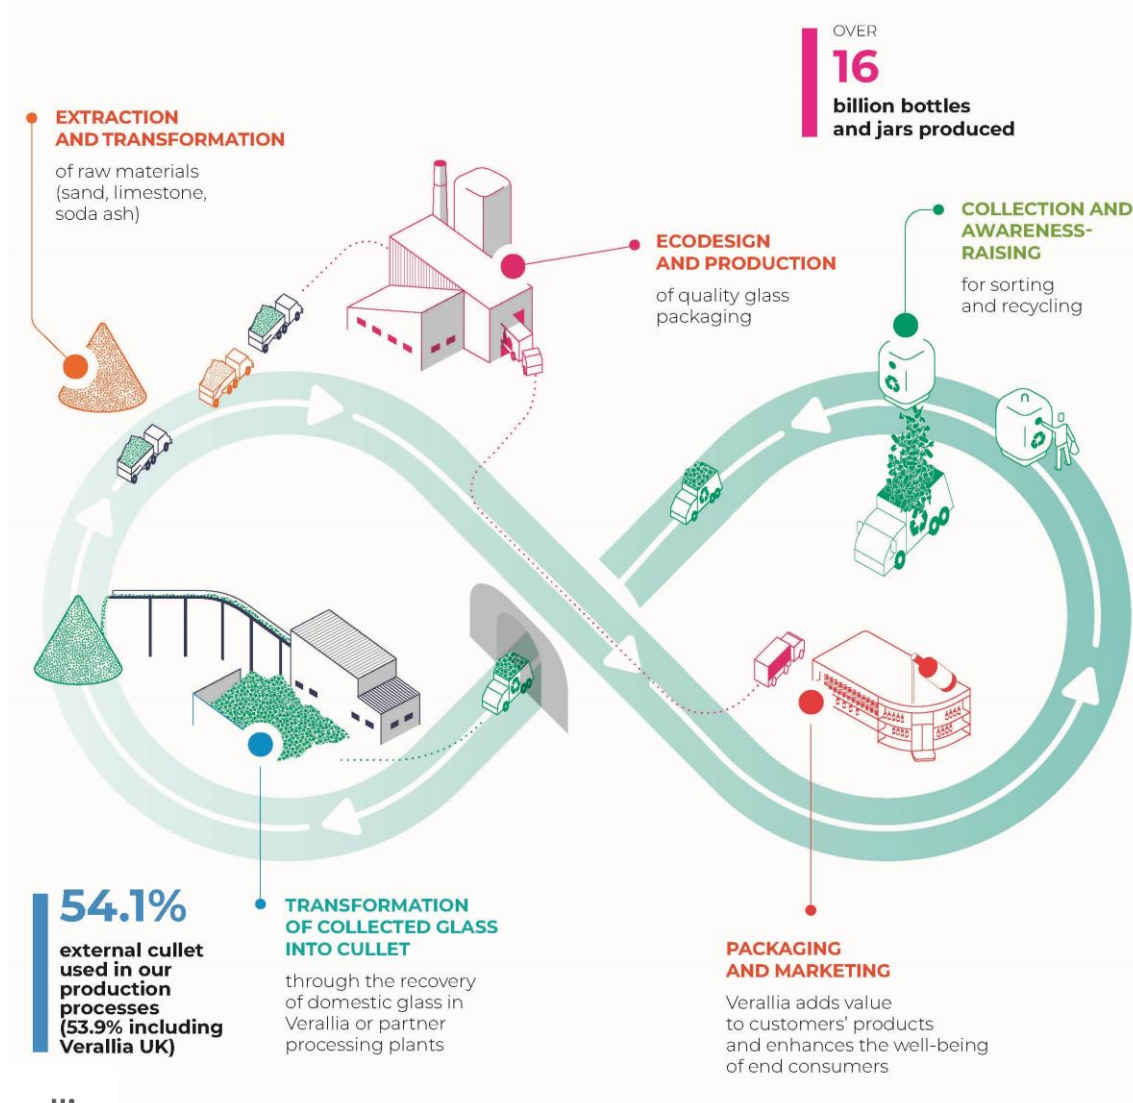 OVER
16
billion bottles
and jars produced
EXTRACTION
AND TRANSFORMATION
of raw materials
(sand, limestone,
soda ash)
ECODESIGN
AND PRODUCTION
of quality glass
packaging
COLLECTION AND
AWARENESS-
RAISING
for sorting
and recycling
54.1%
external cullet
used in our
production
processes
(53.9% including
Verallia UK)
TRANSFORMATION
OF COLLECTED GLASS
INTO CULLET
through the recovery
of domestic glass in
Verallia or partner
processing plants
PACKAGING
AND MARKETING
Verallia adds value
to customers' products
and enhances the well-being
of end consumers